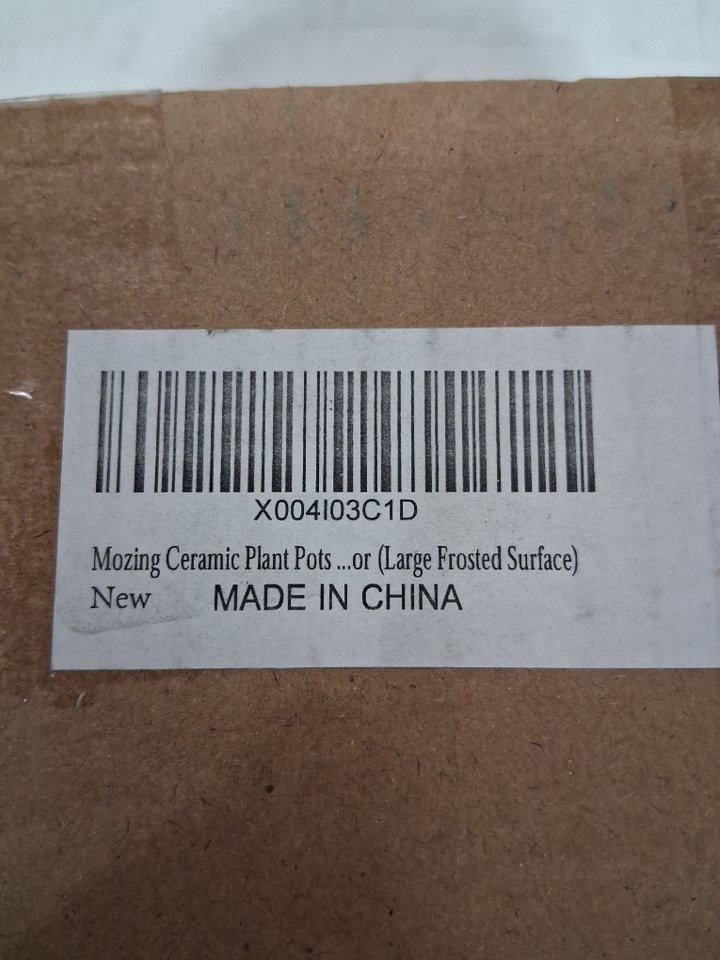 X004I03C1D
Mozing Ceramic Plant Pots ...or (Large Frosted Surface)
New MADE IN CHINA